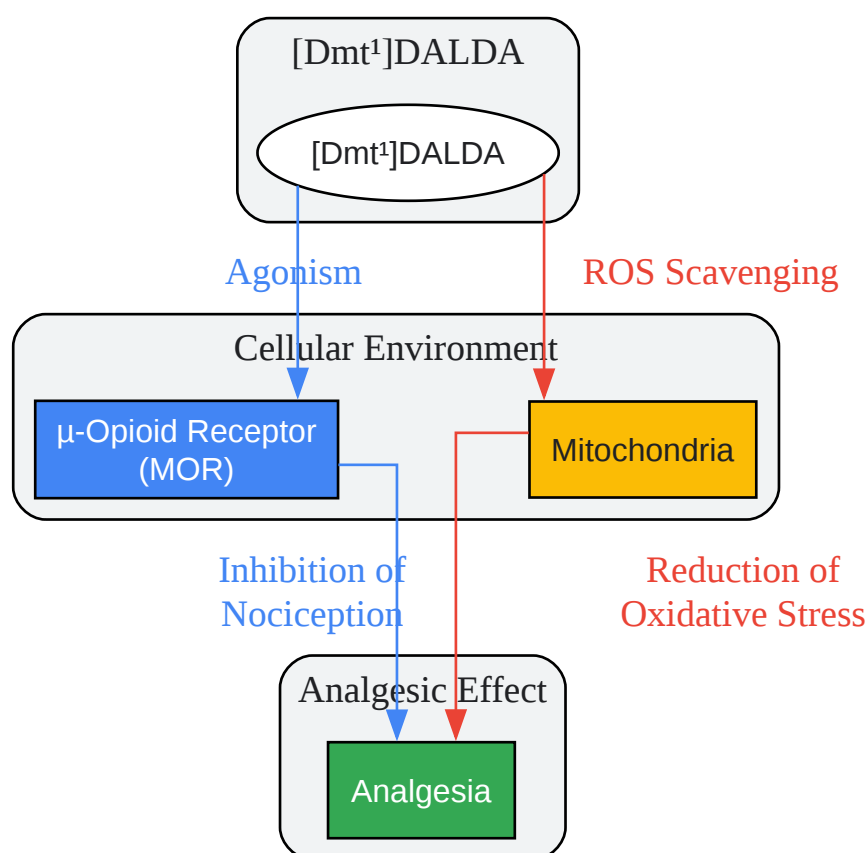 [Dmt¹]DALDA
[Dmt¹]DALDA
Agonism
ROS Scavenging
Cellular Environment
µ-Opioid Receptor
(MOR)
Mitochondria
Inhibition of
Nociception
Reduction of
Oxidative Stress
Analgesic Effect
Analgesia